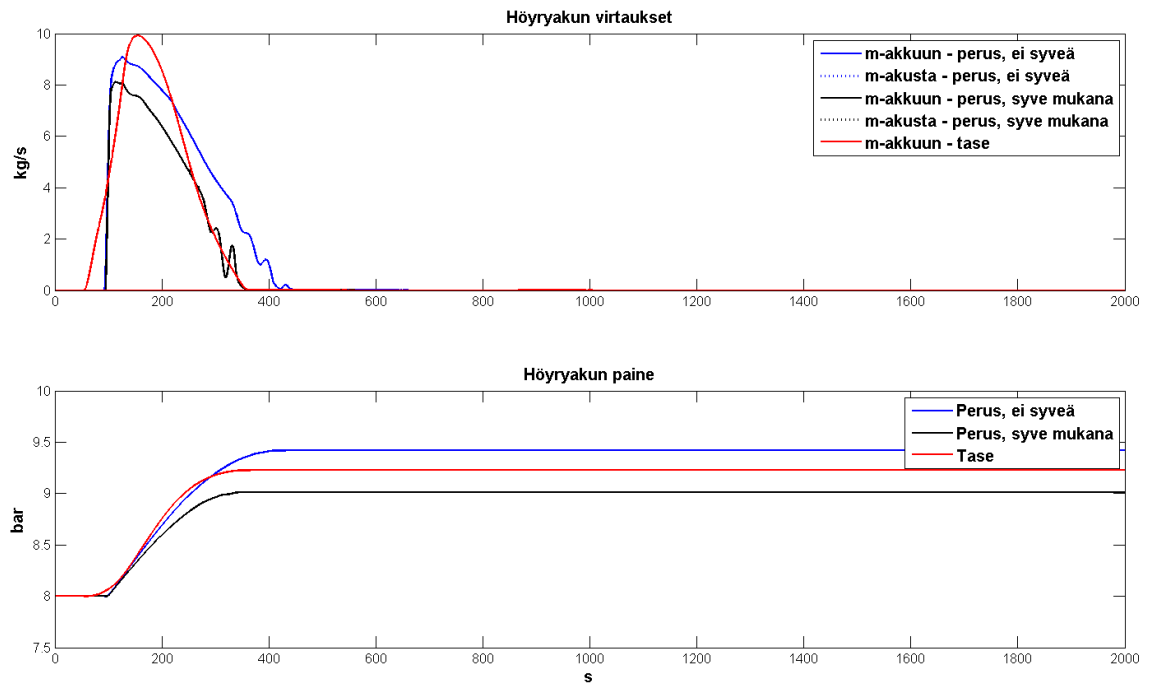 Höyryakun virtaukset
10
8
6
4
2
0
kg/s
m-akkuun - perus, ei syveä
m-akusta - perus, ei syveä
m-akkuun - perus, syve mukana
m-akusta - perus, syve mukana
m-akkuun - tase
0 200 400 600 800 1000 1200 1400 1600 1800 2000
Höyryakun paine
10
9.5
9
8.5
8
7.5
bar
Perus, ei syveä
Perus, syve mukana
Tase
0 200 400 600 800 1000 1200 1400 1600 1800 2000
s